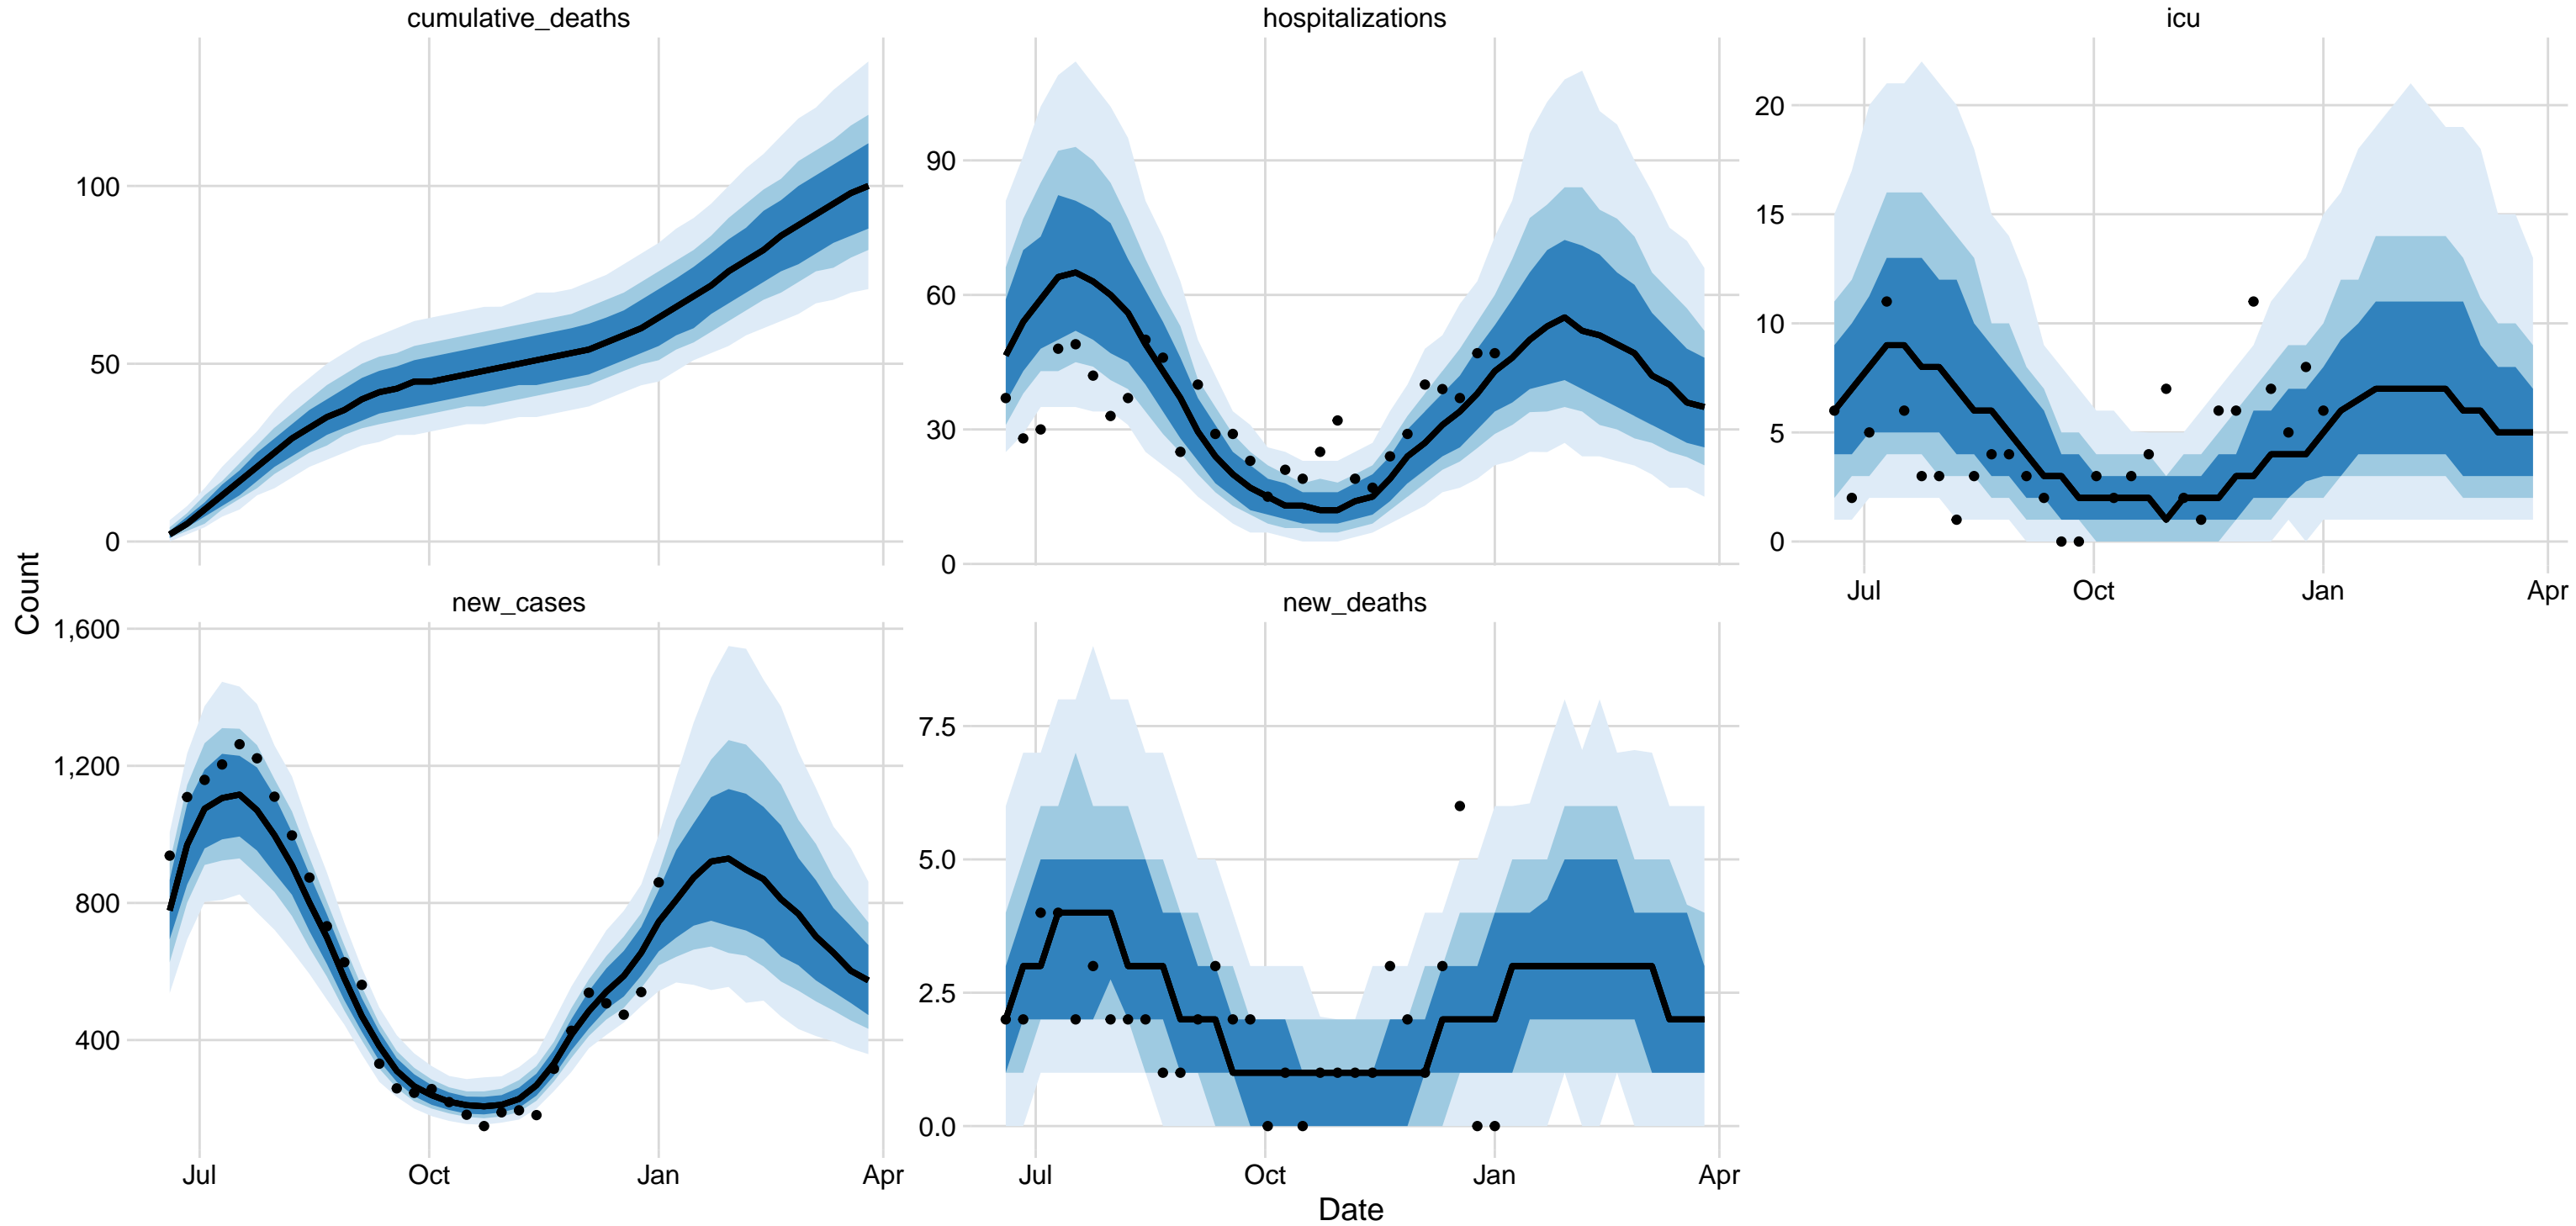 cumulative_deaths
hospitalizations
icu
100
50
0
90
60
30
0
20
15
10
5
0
Jul Oct Jan Apr
Count
new_cases
new_deaths
1,600
1,200
800
400
7.5
5.0
2.5
0.0
Jul Oct Jan Apr
Jul Oct Jan Apr
Date